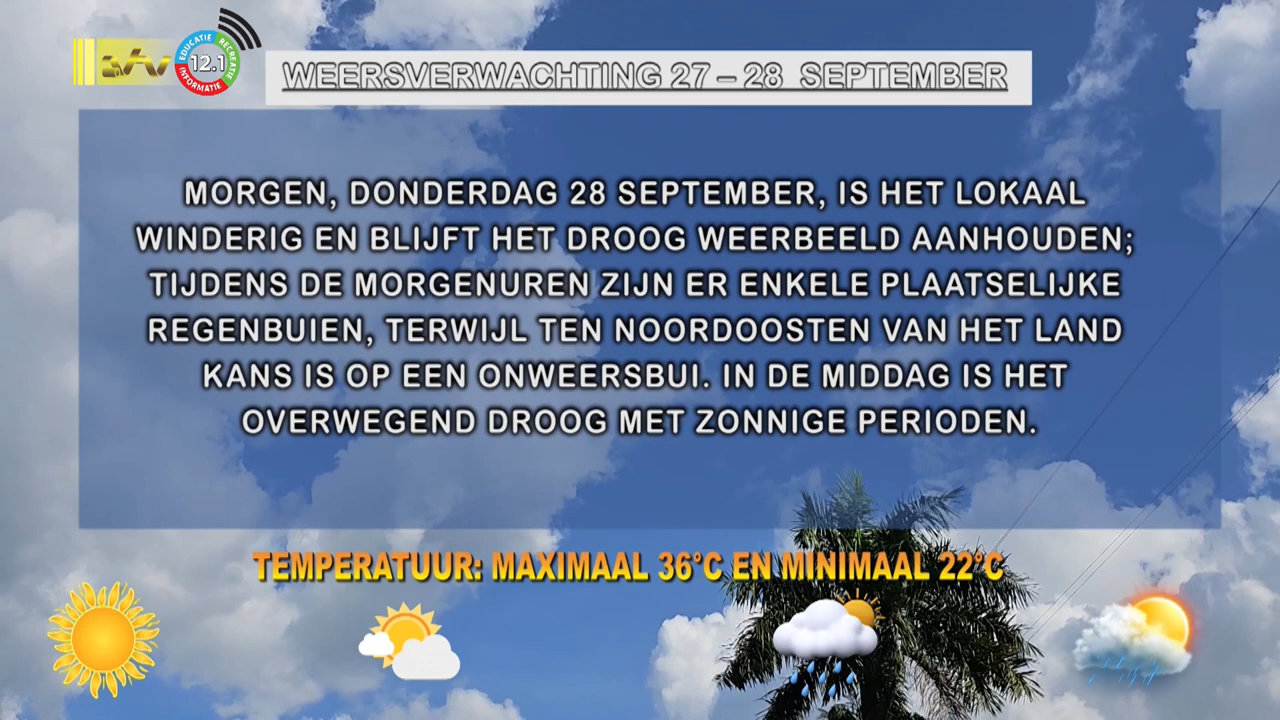 ATV
EDUCATIE
RECREATIE
INFORMATIE
12.1
WEERSVERWACHTING 27 – 28 SEPTEMBER
MORGEN, DONDERDAG 28 SEPTEMBER, IS HET LOKAAL
WINDERIG EN BLIJFT HET DROOG WEERBEELD AANHOUDEN;
TIJDENS DE MORGENUREN ZIJN ER ENKELE PLAATSELIJKE
REGENBUIEN, TERWIJL TEN NOORDOOSTEN VAN HET LAND
KANS IS OP EEN ONWEERSBUI. IN DE MIDDAG IS HET
OVERWEGEND DROOG MET ZONNIGE PERIODEN.
TEMPERATUUR: MAXIMAAL 36°C EN MINIMAAL 22°C